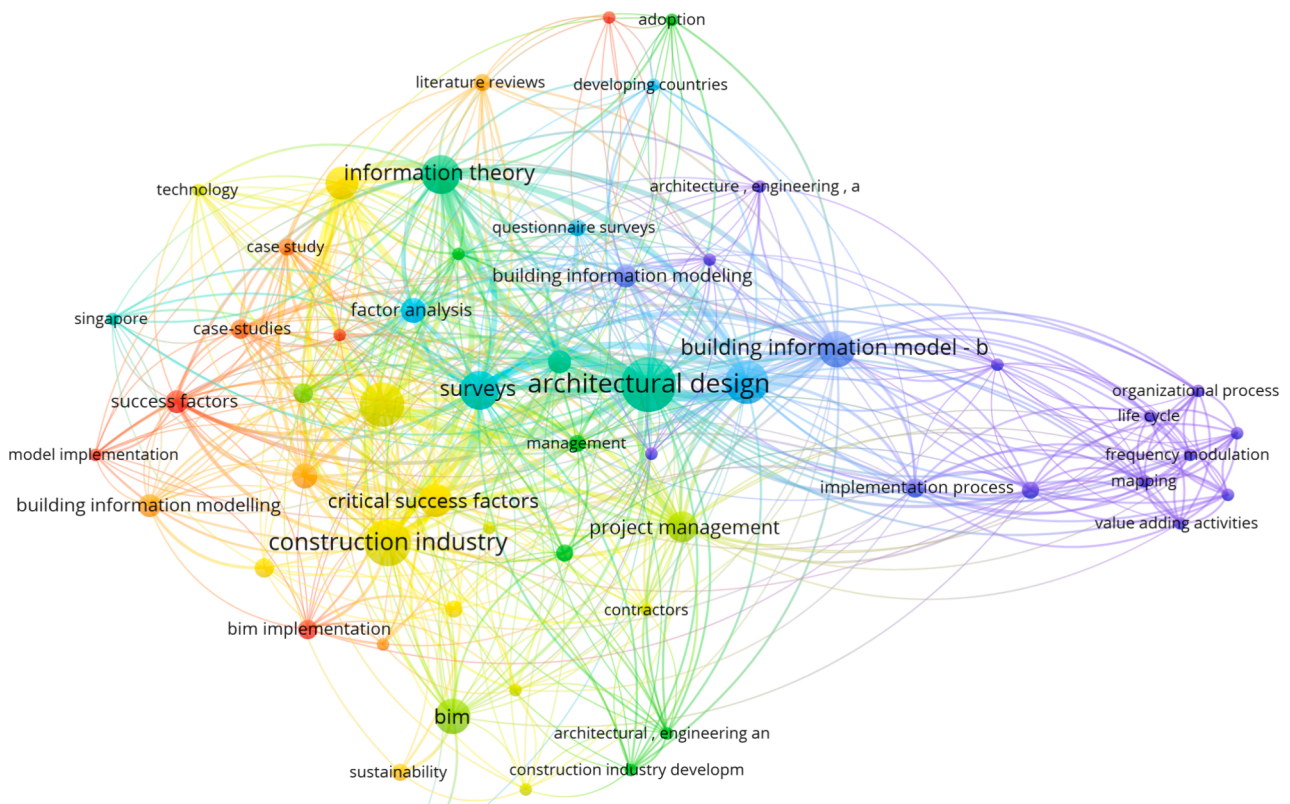 adoption
literature reviews
developing countries
information theory
technology
architecture , engineering , a
questionnaire surveys
case study
building information modeling
factor analysis
singapore
case-studies
building information model - b
surveys
architectural design
organizational process
success factors
life cycle
management
model implementation
frequency modulation
mapping
implementation process
building information modelling
critical success factors
project management
value adding activities
construction industry
contractors
bim implementation
bim
architectural , engineering an
sustainability
construction industry developm